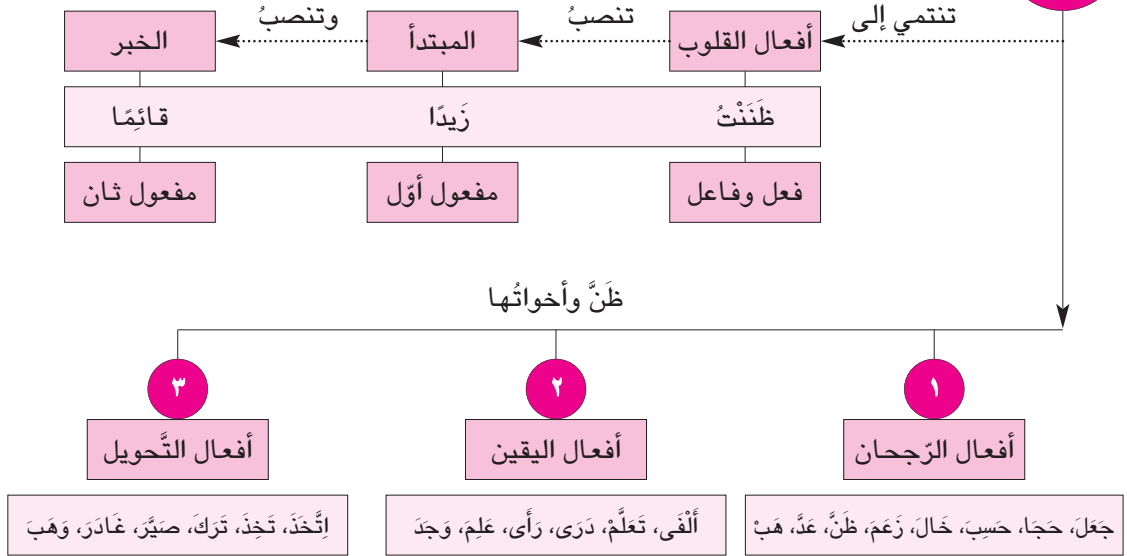 تنتمي إلى
أفعال القلوب
تنصبُ
المبتدأ
وتنصبُ
الخبر
ظَنَنْتُ
زَيدًا
قائِمًا
فعل وفاعل
مفعول أوّل
مفعول ثان
ظَنَّ وأخواتُها
١
٢
٣
أفعال الرّجحان
أفعال اليقين
أفعال التَّحويل
جَعَلَ، حَجَا، حَسِبَ، خَالَ، زَعَمَ، ظَنَّ، عَدَّ، هَبْ
أَلْفَى، تَعَلَّمْ، دَرَى، رَأَى، عَلِمَ، وَجَدَ
اِتَّخَذَ، تَخِذَ، تَرَكَ، صَيَّرَ، غَادَرَ، وَهَبَ